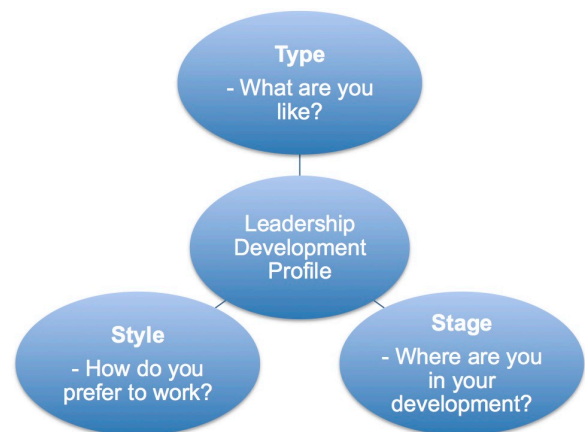 Type
- What are you
like?
Leadership
Development
Profile
Style
- How do you
prefer to work?
Stage
- Where are you
in your
development?